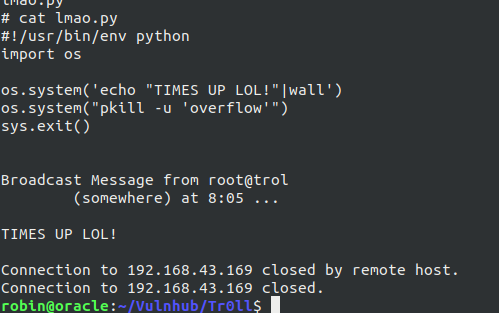 lmao.py
# cat lmao.py
#!/usr/bin/env python
import os
os.system('echo "TIMES UP LOL!"|wall')
os.system("pkill -u 'overflow'")
sys.exit()
Broadcast Message from root@trol
(somewhere) at 8:05 ...
TIMES UP LOL!
Connection to 192.168.43.169 closed by remote host.
Connection to 192.168.43.169 closed.
robin@oracle:~/Vulnhub/Tr0ll$